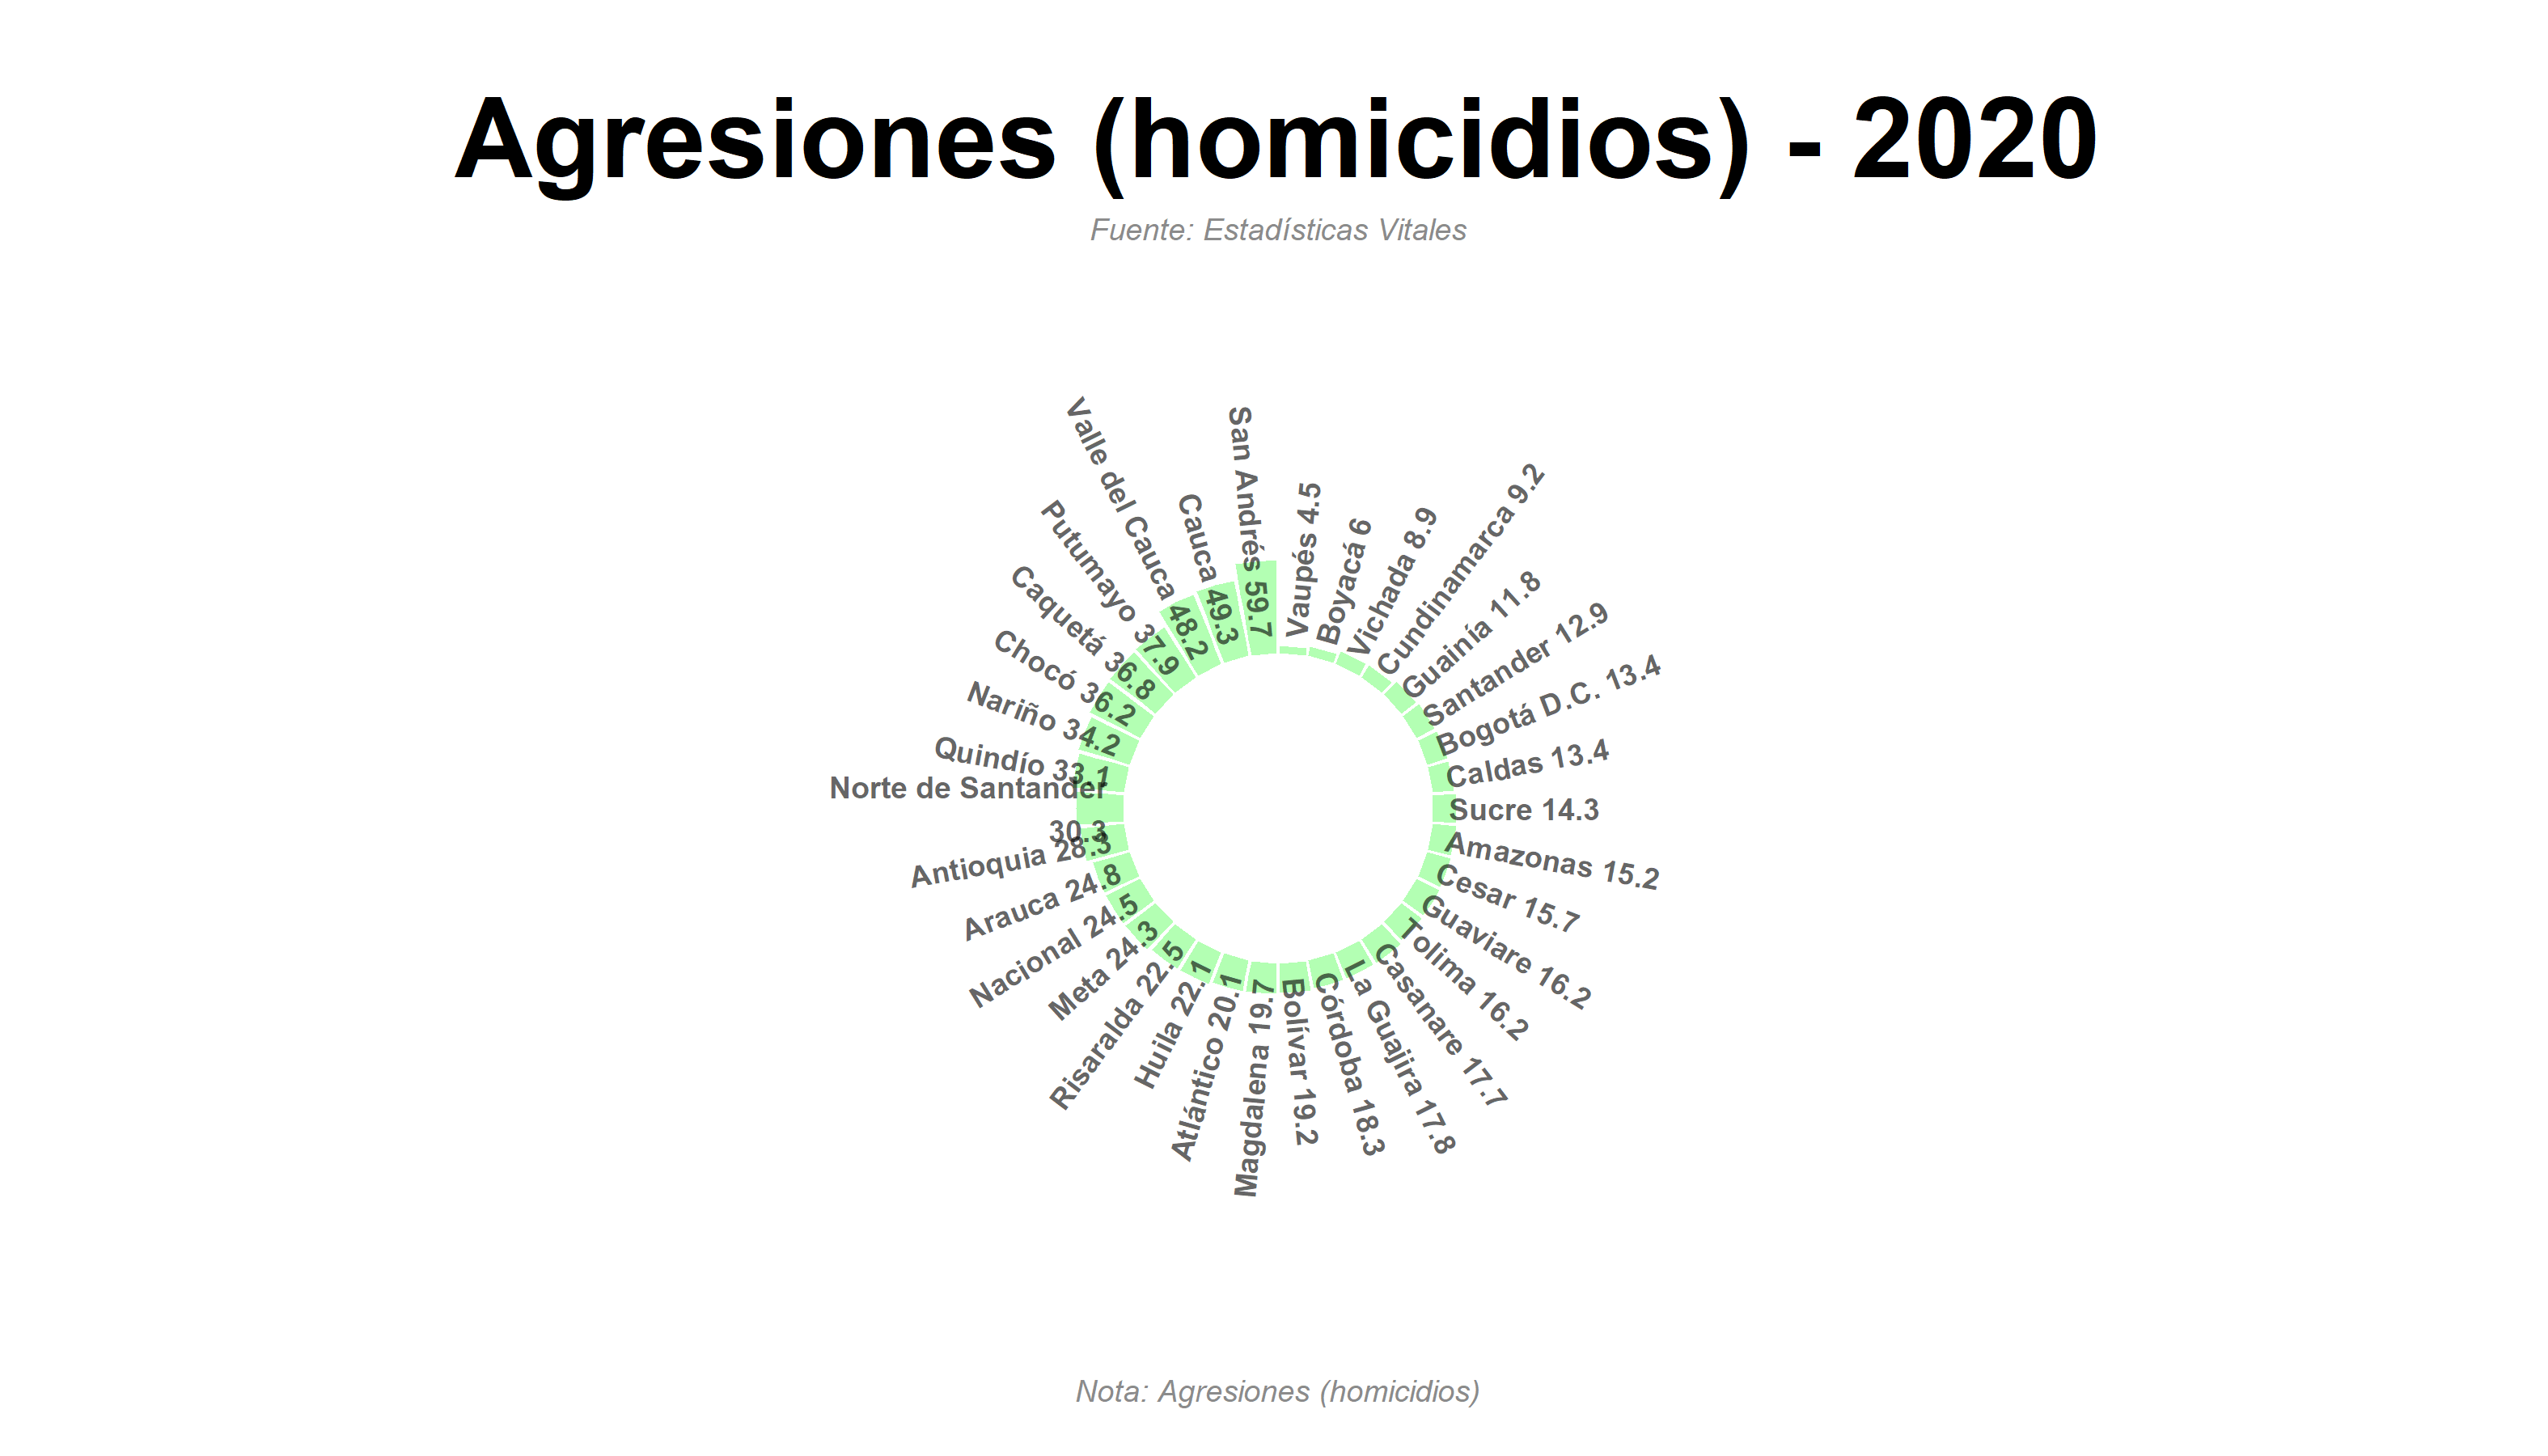 Agresiones (homicidios) - 2020
Fuente: Estadísticas Vitales
Vaupés 4.5
Boyacá 6
Vichada 8.9
Cundinamarca 9.2
Guainía 11.8
Santander 12.9
Bogotá D.C. 13.4
Caldas 13.4
Sucre 14.3
Amazonas 15.2
Cesar 15.7
Guaviare 16.2
Tolima 16.2
Casanare 17.7
La Guajira 17.8
Córdoba 18.3
Bolívar 19.2
Magdalena 19.7
Atlántico 20.1
Huila 22.1
Risaralda 22.5
Meta 24.3
Nacional 24.5
Arauca 24.8
Antioquia 28.3
Norte de Santander
30.3
Quindío 33.1
Nariño 34.2
Chocó 36.2
Caquetá 36.8
Putumayo 37.9
Valle del Cauca 48.2
Cauca 49.3
San Andrés 59.7
Nota: Agresiones (homicidios)